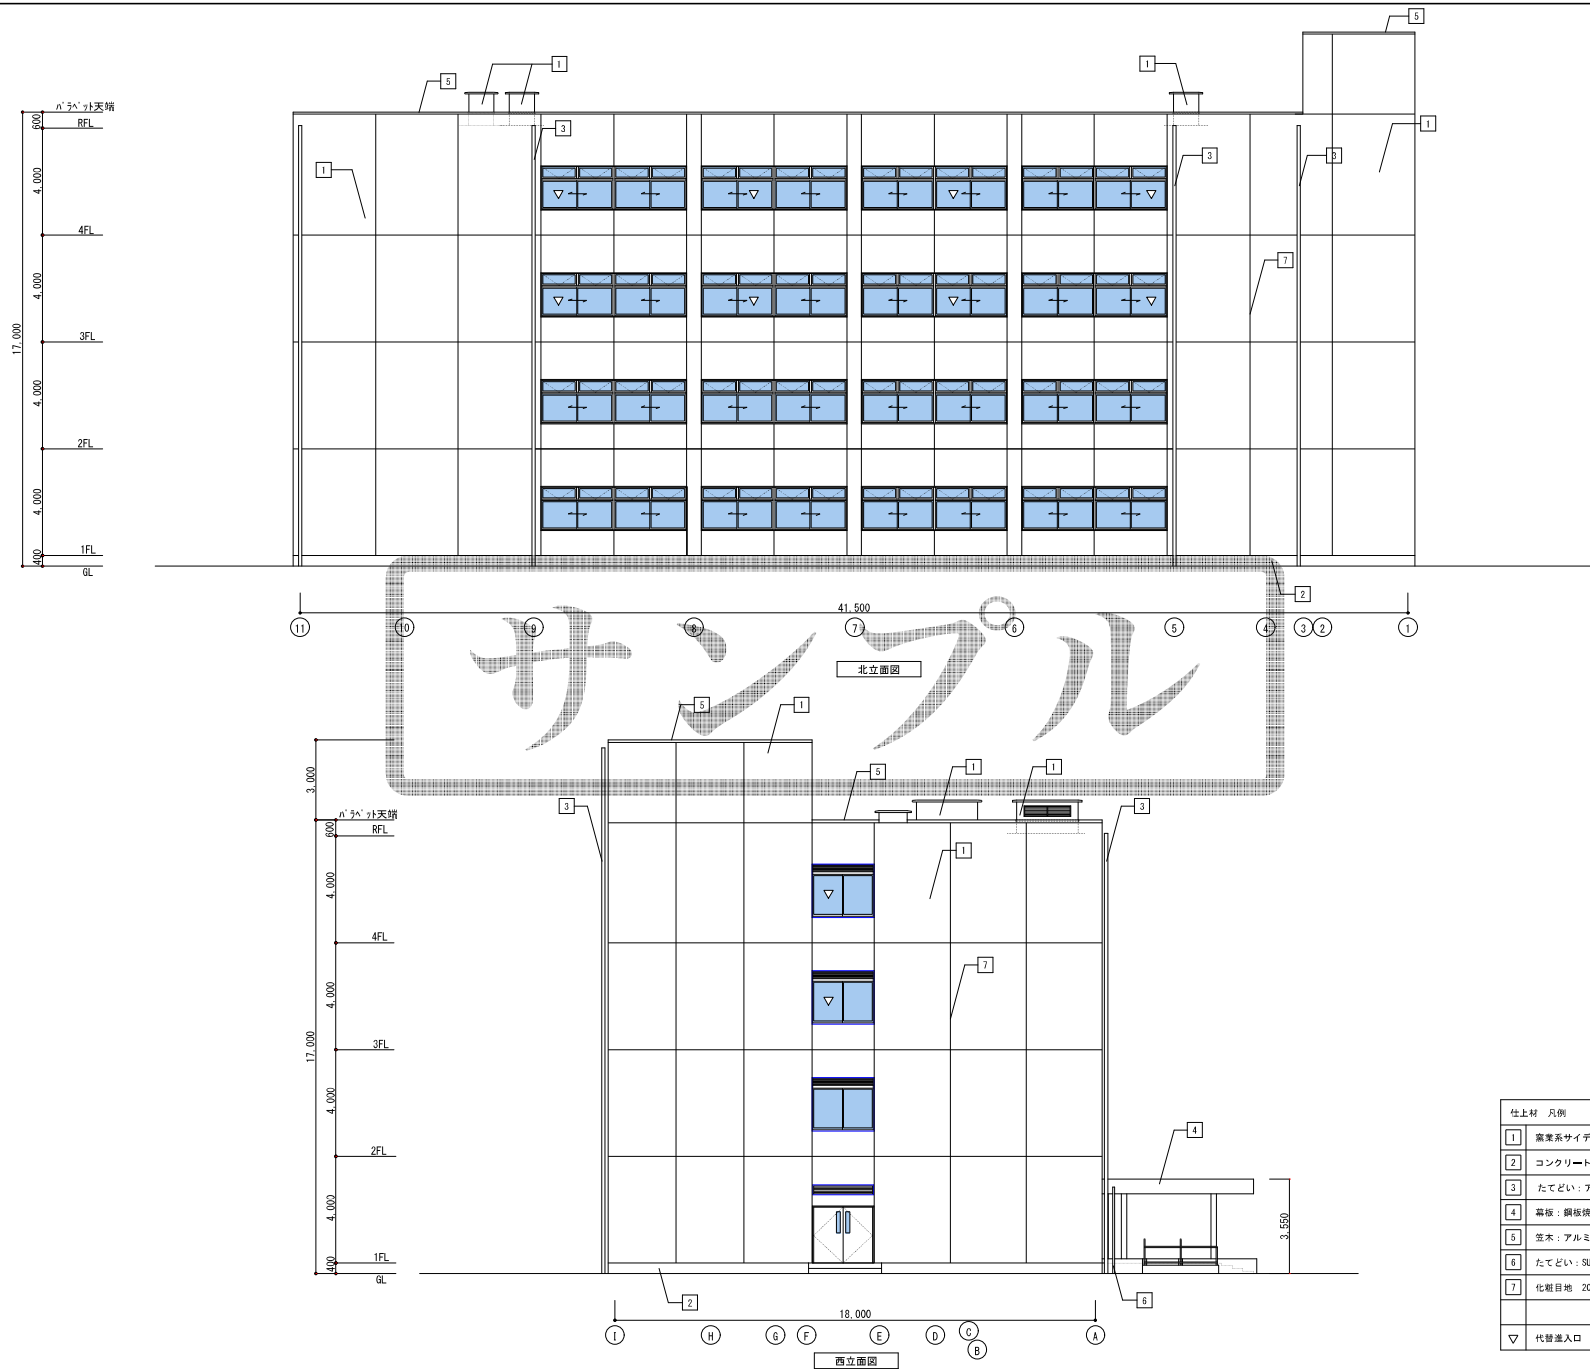 5
1
1
5
パラペット天端
600
RFL
3
1
3
3
1
4,000
4FL
4,000
7
17,000
3FL
4,000
2FL
4,000
1FL
400
GL
2
41,500
11 10 9 8 7 6 5 4 3 2 1
北立面図
サンプル
5
1
5
1
1
3,000
3
3
パラペット天端
600
RFL
1
4,000
4FL
7
4,000
17,000
3FL
4,000
4
2FL
4,000
3,550
1FL
400
GL
2
6
18,000
I H G F E D C B A
西立面図
仕上材 凡例
1 窯業系サイデ
2 コンクリート
3 たてどい:ア
4 幕板:鋼板焼
5 笠木:アルミ
6 たてどい:SU
7 化粧目地 20
▽ 代替進入口